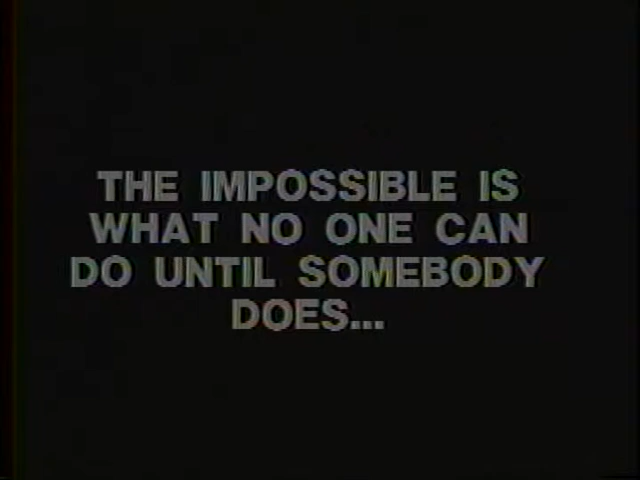 THE IMPOSSIBLE IS
WHAT NO ONE CAN
DO UNTIL SOMEBODY
DOES...